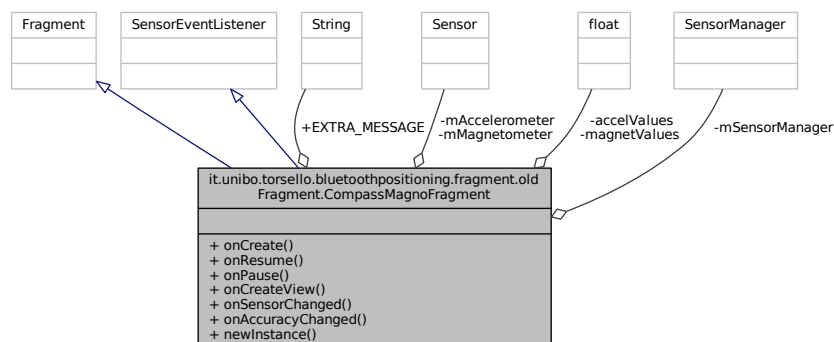 Fragment
SensorEventListener
String
Sensor
float
SensorManager
+EXTRA_MESSAGE
-mAccelerometer
-mMagnetometer
-accelValues
-magnetValues
-mSensorManager
it.unibo.torsello.bluetoothpositioning.fragment.old
Fragment.CompassMagnoFragment
+ onCreate()
+ onResume()
+ onPause()
+ onCreateView()
+ onSensorChanged()
+ onAccuracyChanged()
+ newInstance()